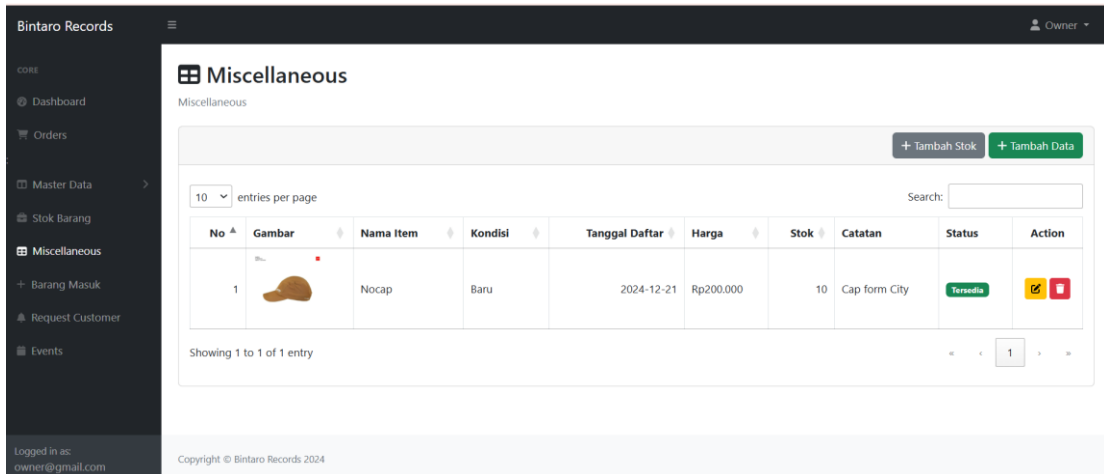 Bintaro Records
Owner
CORE
Dashboard
Orders
Master Data
Stok Barang
Miscellaneous
Barang Masuk
Request Customer
Events
Logged in as:
owner@gmail.com
Miscellaneous
Miscellaneous
+ Tambah Stok + Tambah Data
10 entries per page Search:
No Gambar Nama Item Kondisi Tanggal Daftar Harga Stok Catatan Status Action
1 Nocap Baru 2024-12-21 Rp200.000 10 Cap form City Tersedia
Showing 1 to 1 of 1 entry « ‹ 1 › »
Copyright © Bintaro Records 2024